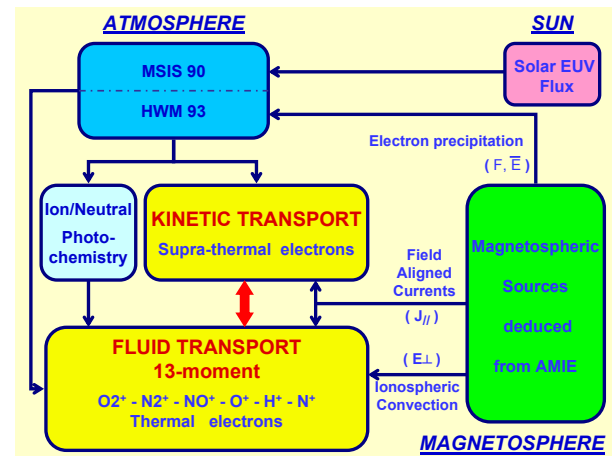 ATMOSPHERE
SUN
MSIS 90
HWM 93
Solar EUV
Flux
Electron precipitation
( F, E̅ )
Ion/Neutral
Photo-
chemistry
KINETIC TRANSPORT
Supra-thermal electrons
Field
Aligned
Currents
( J// )
Magnetospheric
Sources
deduced
from AMIE
FLUID TRANSPORT
13-moment
O2⁺ - N2⁺ - NO⁺ - O⁺ - H⁺ - N⁺
Thermal electrons
( E⊥ )
Ionospheric
Convection
MAGNETOSPHERE